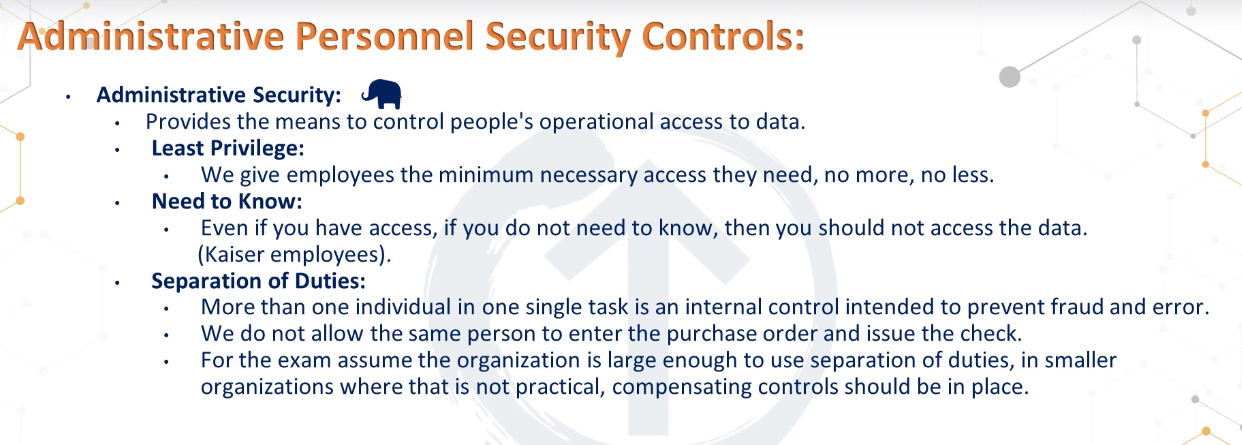 Administrative Personnel Security Controls:
• Administrative Security:
• Provides the means to control people's operational access to data.
• Least Privilege:
• We give employees the minimum necessary access they need, no more, no less.
• Need to Know:
• Even if you have access, if you do not need to know, then you should not access the data.
(Kaiser employees).
• Separation of Duties:
• More than one individual in one single task is an internal control intended to prevent fraud and error.
• We do not allow the same person to enter the purchase order and issue the check.
• For the exam assume the organization is large enough to use separation of duties, in smaller
organizations where that is not practical, compensating controls should be in place.